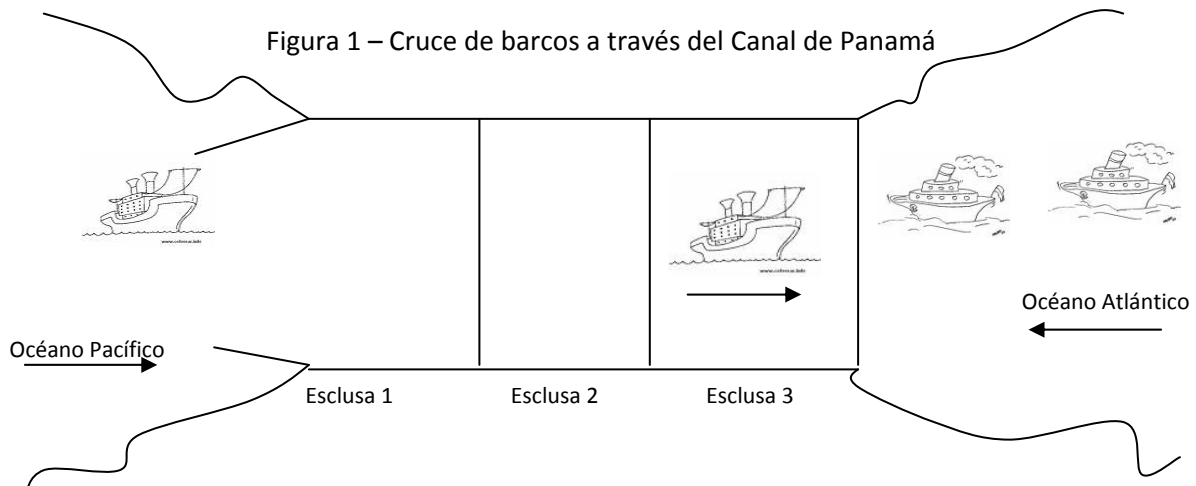 Figura 1 – Cruce de barcos a través del Canal de Panamá
Océano Atlántico
Océano Pacífico
Esclusa 1
Esclusa 2
Esclusa 3